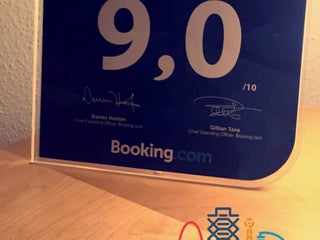 9,0
/10
Darren Huston
Chief Executive Officer Booking.com
Gillian Tans
Chief Operating Officer Booking.com
Booking.com